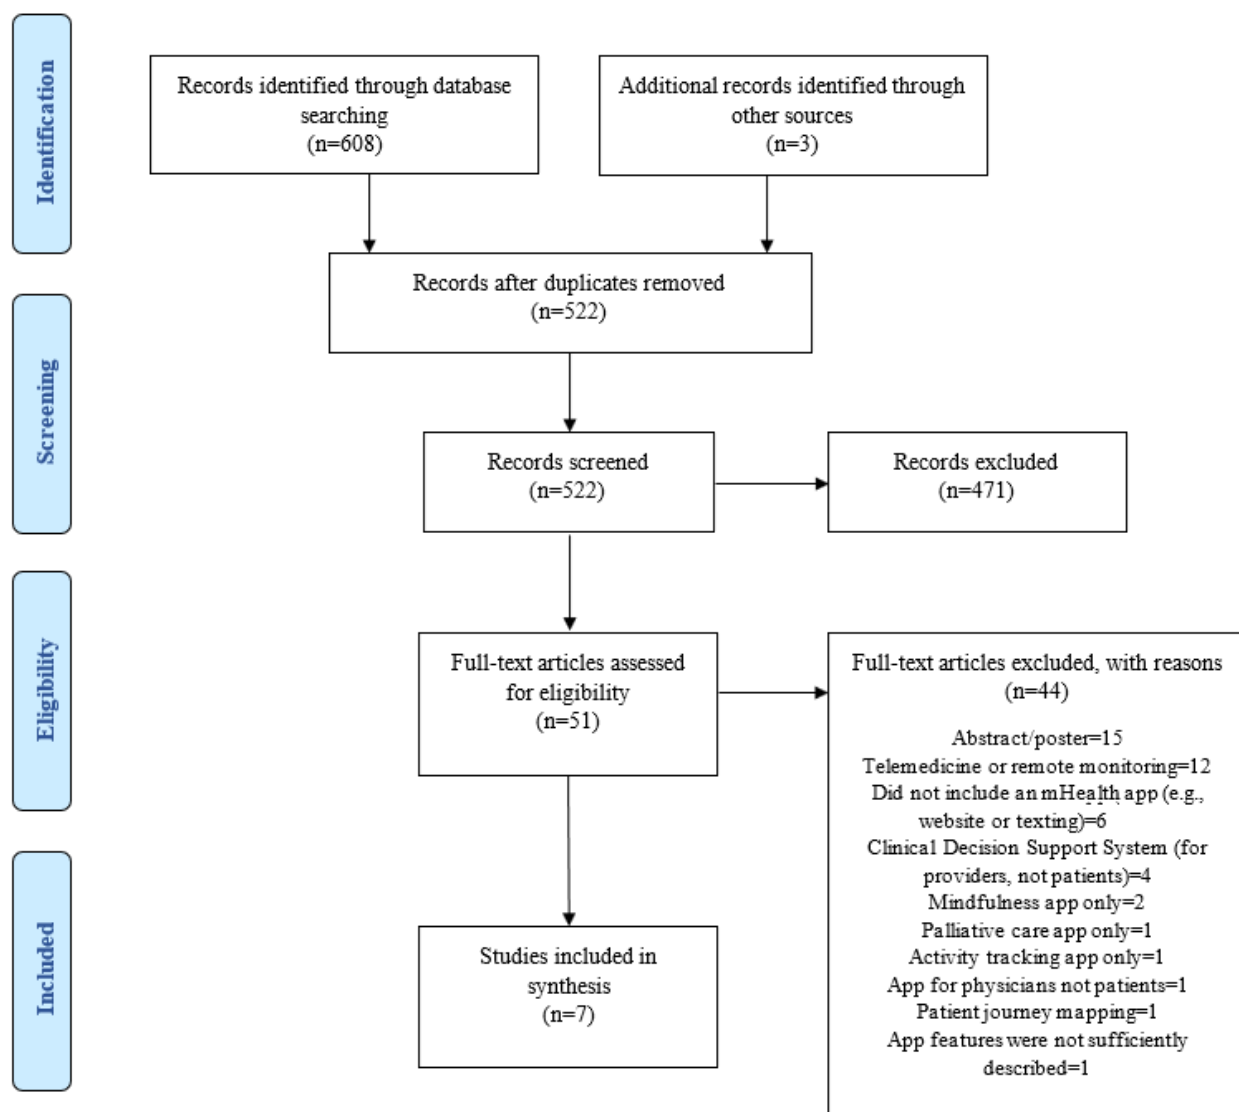 Identification
Records identified through database
searching
(n=608)
Additional records identified through
other sources
(n=3)
Records after duplicates removed
(n=522)
Screening
Records screened
(n=522)
Records excluded
(n=471)
Eligibility
Full-text articles assessed
for eligibility
(n=51)
Full-text articles excluded, with reasons
(n=44)
Abstract/poster=15
Telemedicine or remote monitoring=12
Did not include an mHealth app (e.g.,
website or texting)=6
Clinical Decision Support System (for
providers, not patients)=4
Mindfulness app only=2
Palliative care app only=1
Activity tracking app only=1
App for physicians not patients=1
Patient journey mapping=1
App features were not sufficiently
described=1
Included
Studies included in
synthesis
(n=7)